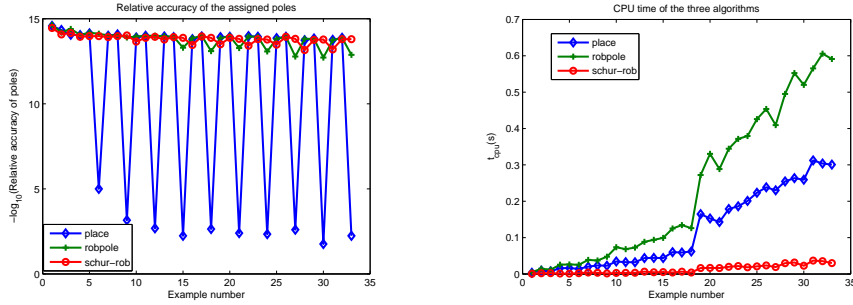 Relative accuracy of the assigned poles
15
10
5
0
−log10(Relative accuracy of poles)
place
robpole
schur−rob
0 5 10 15 20 25 30 35
Example number
CPU time of the three algorithms
0.7
0.6
0.5
0.4
0.3
0.2
0.1
0
t_cpu(s)
place
robpole
schur−rob
0 5 10 15 20 25 30 35
Example number